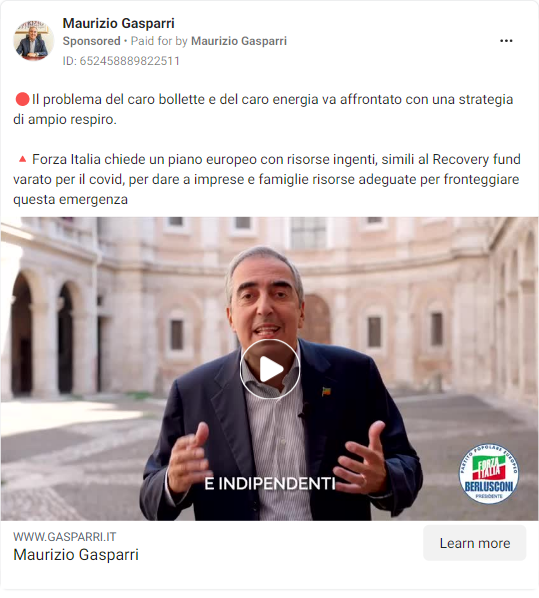 Maurizio Gasparri
Sponsored • Paid for by Maurizio Gasparri
ID: 652458889822511
🔴Il problema del caro bollette e del caro energia va affrontato con una strategia
di ampio respiro.
🔺Forza Italia chiede un piano europeo con risorse ingenti, simili al Recovery fund
varato per il covid, per dare a imprese e famiglie risorse adeguate per fronteggiare
questa emergenza
E INDIPENDENTI
PARTITO POPOLARE EUROPEO
FORZA
ITALIA
BERLUSCONI
PRESIDENTE
WWW.GASPARRI.IT
Maurizio Gasparri
Learn more